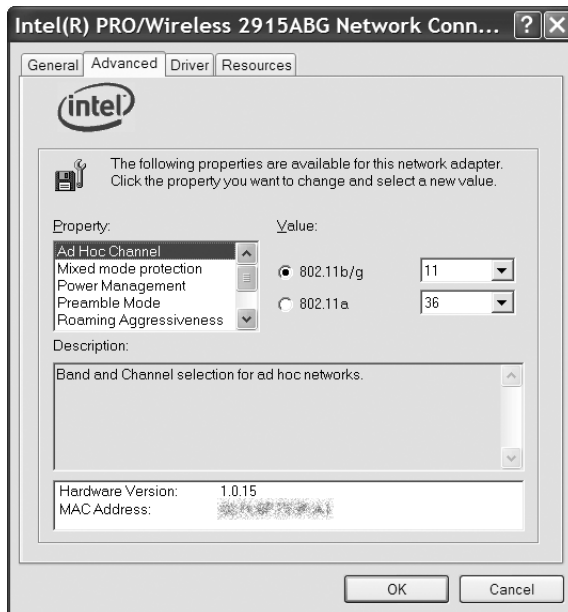 Intel(R) PRO/Wireless 2915ABG Network Conn...
General Advanced Driver Resources
intel
The following properties are available for this network adapter.
Click the property you want to change and select a new value.
Property:
Value:
Ad Hoc Channel
Mixed mode protection
Power Management
Preamble Mode
Roaming Aggressiveness
802.11b/g 11
802.11a 36
Description:
Band and Channel selection for ad hoc networks.
Hardware Version: 1.0.15
MAC Address:
OK Cancel